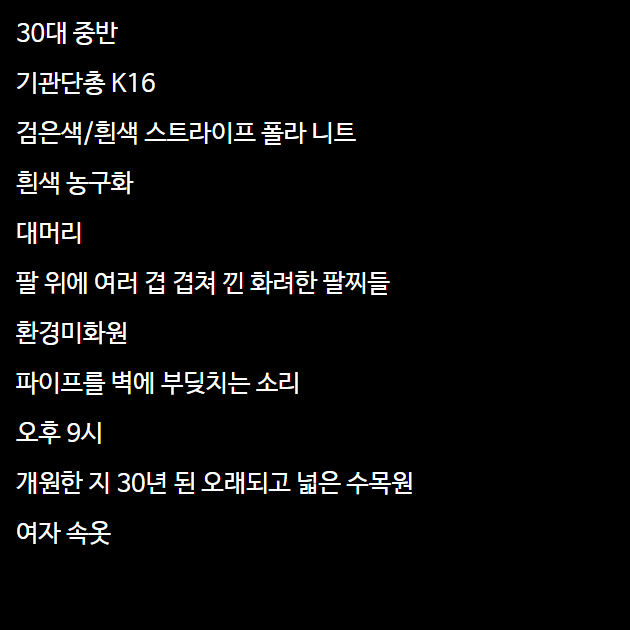 30대 중반
기관단총 K16
검은색/흰색 스트라이프 폴라 니트
흰색 농구화
대머리
팔 위에 여러 겹 겹쳐 낀 화려한 팔찌들
환경미화원
파이프를 벽에 부딪치는 소리
오후 9시
개원한 지 30년 된 오래되고 넓은 수목원
여자 속옷